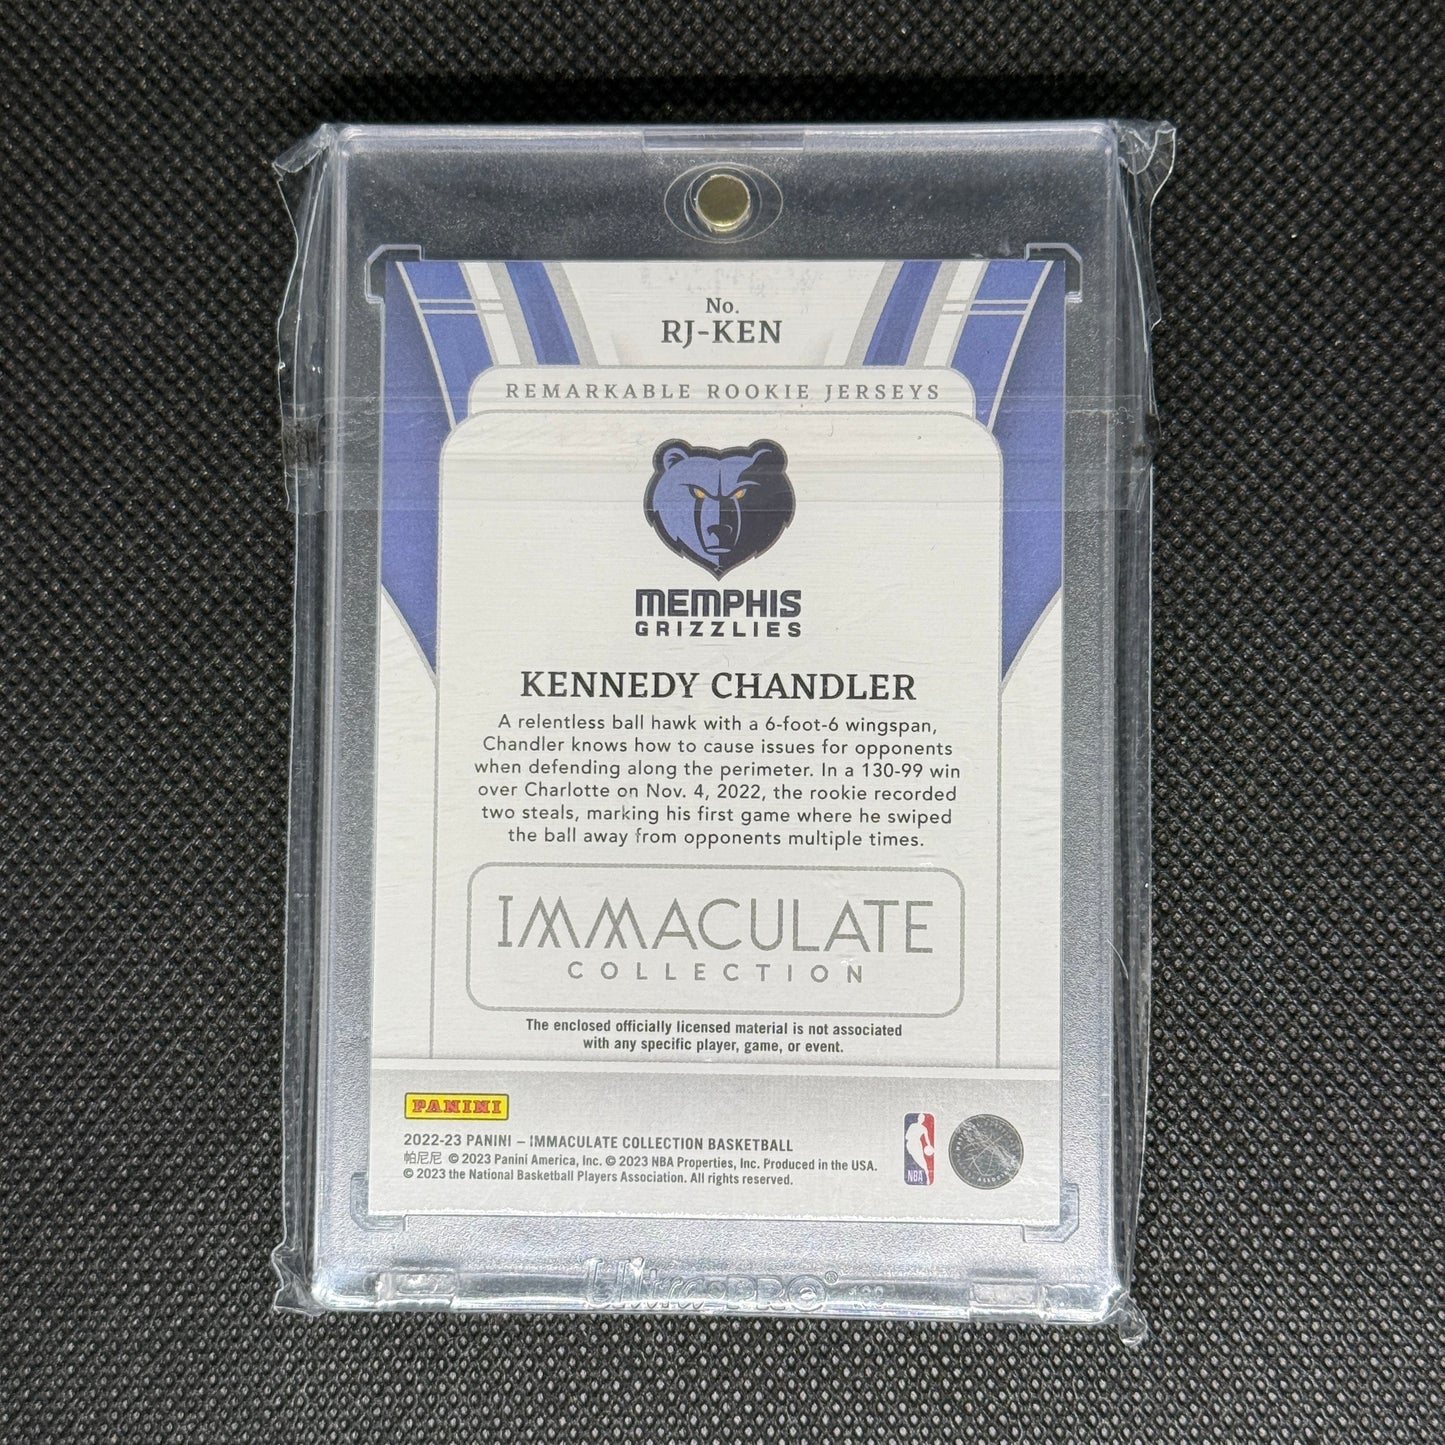 No.
RJ-KEN
REMARKABLE ROOKIE JERSEYS
MEMPHIS
GRIZZLIES
KENNEDY CHANDLER
A relentless ball hawk with a 6-foot-6 wingspan,
Chandler knows how to cause issues for opponents
when defending along the perimeter. In a 130-99 win
over Charlotte on Nov. 4, 2022, the rookie recorded
two steals, marking his first game where he swiped
the ball away from opponents multiple times.
IMMACULATE
COLLECTION
The enclosed officially licensed material is not associated
with any specific player, game, or event.
PANINI
2022-23 PANINI – IMMACULATE COLLECTION BASKETBALL
帕尼尼 © 2023 Panini America, Inc. © 2023 NBA Properties, Inc. Produced in the USA.
© 2023 the National Basketball Players Association. All rights reserved.
NBA
Ultra-PRO®